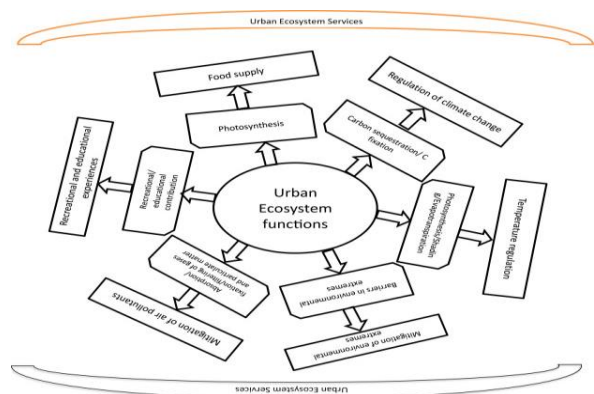 Urban Ecosystem Services
Food supply
Photosynthesis
Regulation of climate change
Carbon sequestration/ C
fixation
Recreational and educational
experiences
Recreational/
educational
contribution
Urban
Ecosystem
functions
Photosynthesis/Shadin
g/Evapotranspiration
Temperature regulation
Absorption/
fixation/filtering of gases
and particulate matter
Mitigation of air pollutants
Barriers in environmental
extremes
Mitigation of environmental
extremes
Urban Ecosystem Services